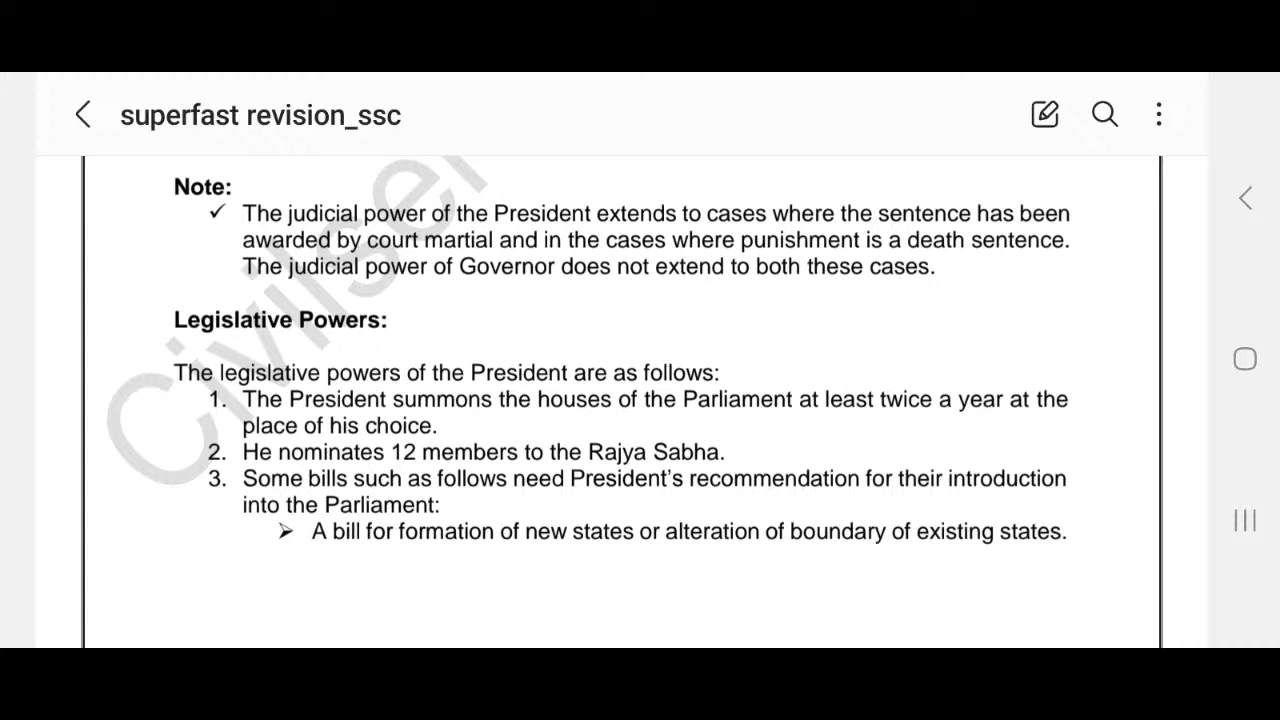 superfast revision_ssc
Note:
✓ The judicial power of the President extends to cases where the sentence has been
awarded by court martial and in the cases where punishment is a death sentence.
The judicial power of Governor does not extend to both these cases.
Legislative Powers:
The legislative powers of the President are as follows:
1. The President summons the houses of the Parliament at least twice a year at the
place of his choice.
2. He nominates 12 members to the Rajya Sabha.
3. Some bills such as follows need President's recommendation for their introduction
into the Parliament:
➢ A bill for formation of new states or alteration of boundary of existing states.
Civilser